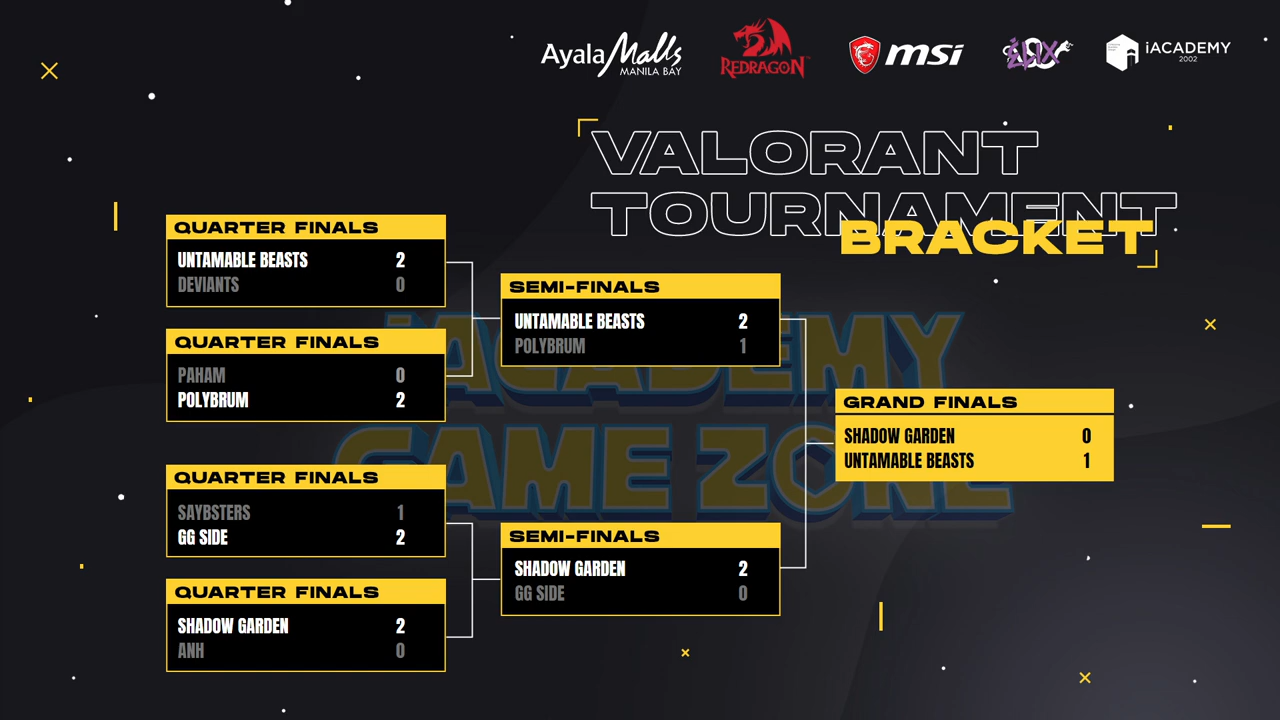 Ayala Malls
MANILA BAY
REDRAGON
msi
iACADEMY
2002
VALORANT
TOURNAMENT
BRACKET
QUARTER FINALS
UNTAMABLE BEASTS 2
DEVIANTS 0
QUARTER FINALS
PAHAM 0
POLYBRUM 2
QUARTER FINALS
SAYBSTERS 1
GG SIDE 2
QUARTER FINALS
SHADOW GARDEN 2
ANH 0
SEMI-FINALS
UNTAMABLE BEASTS 2
POLYBRUM 1
SEMI-FINALS
SHADOW GARDEN 2
GG SIDE 0
GRAND FINALS
SHADOW GARDEN 0
UNTAMABLE BEASTS 1
iACADEMY
GAME ZONE